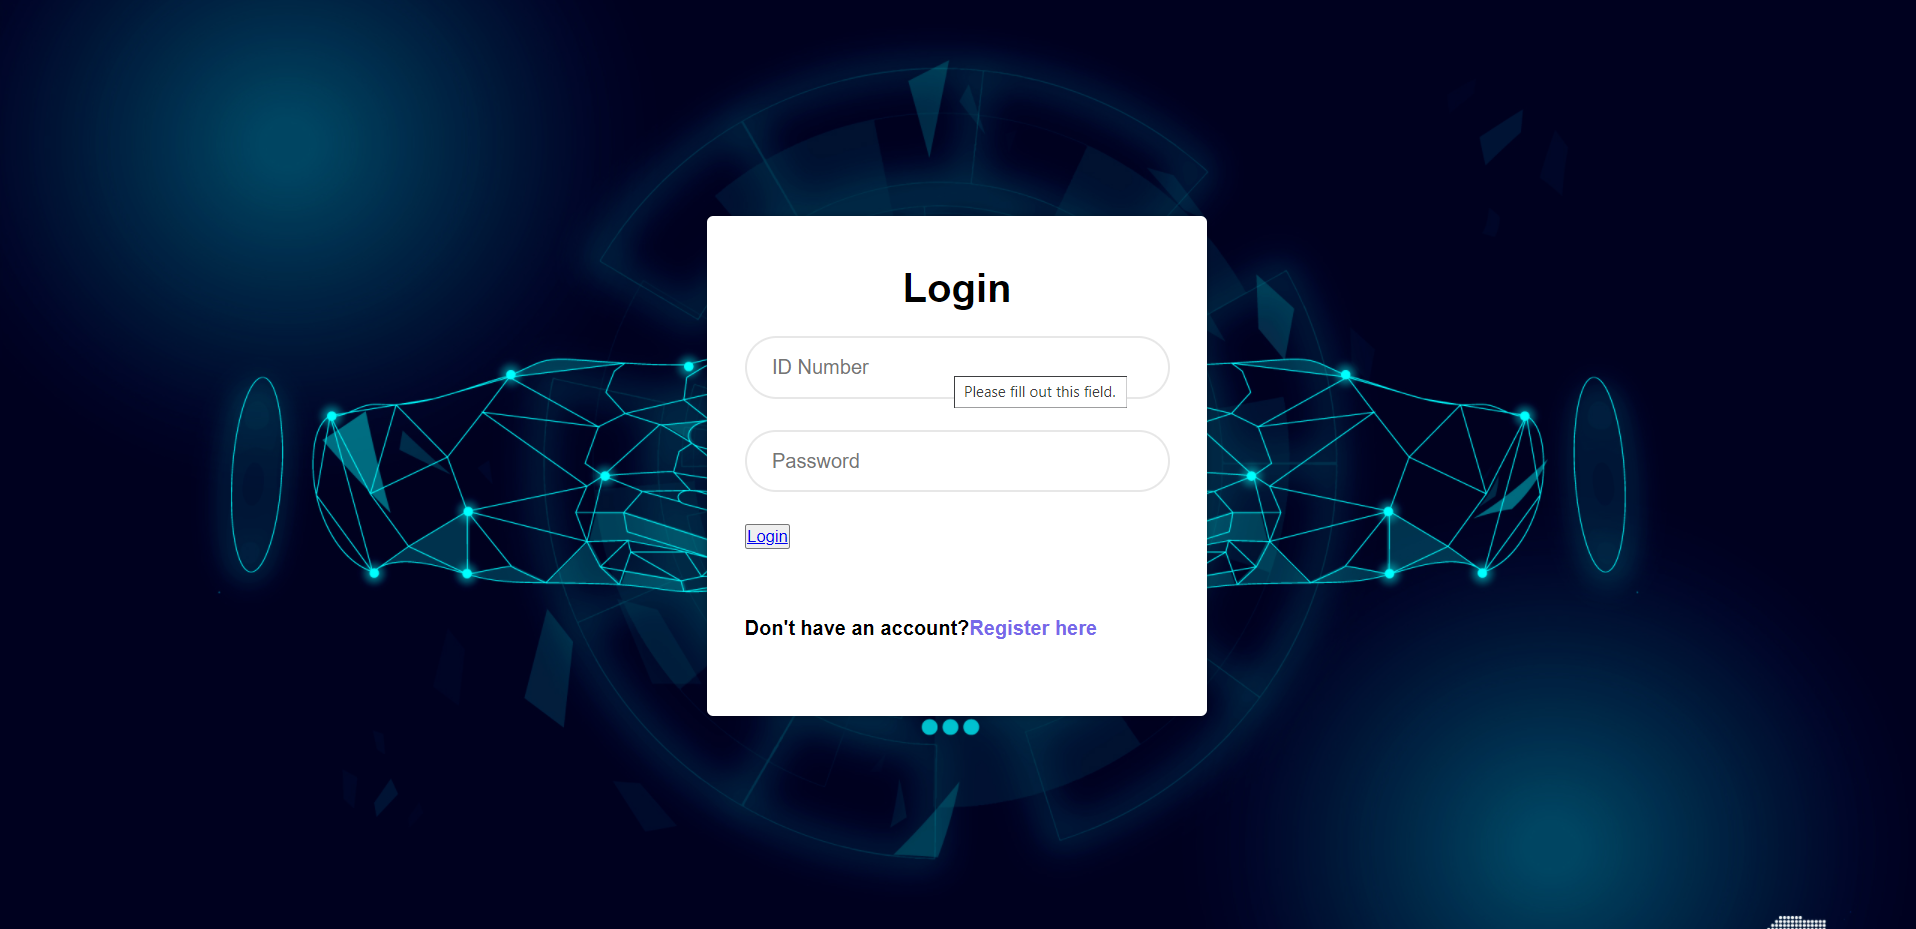 Login
ID Number
Please fill out this field.
Password
Login
Don't have an account?Register here